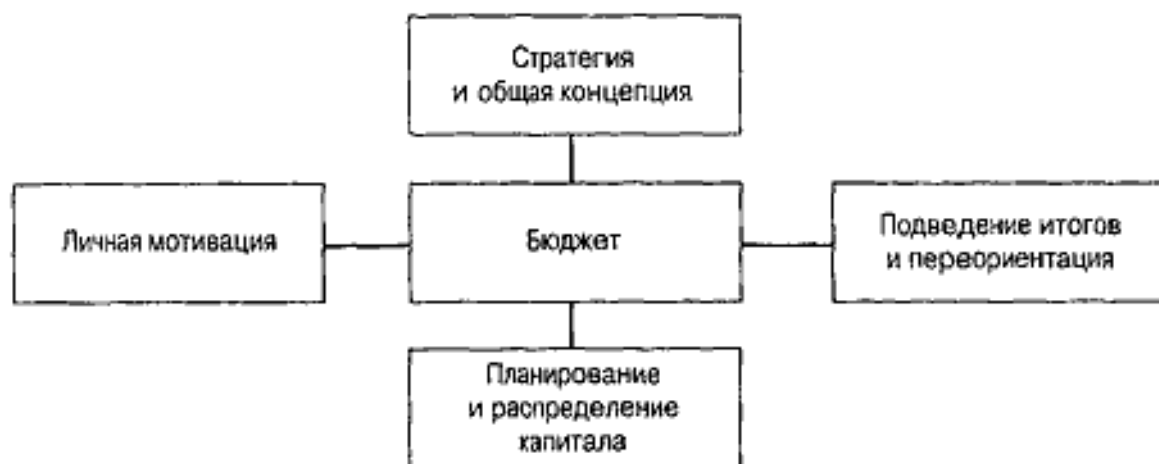 Стратегия
и общая концепция
Личная мотивация
Бюджет
Подведение итогов
и переориентация
Планирование
и распределение
капитала